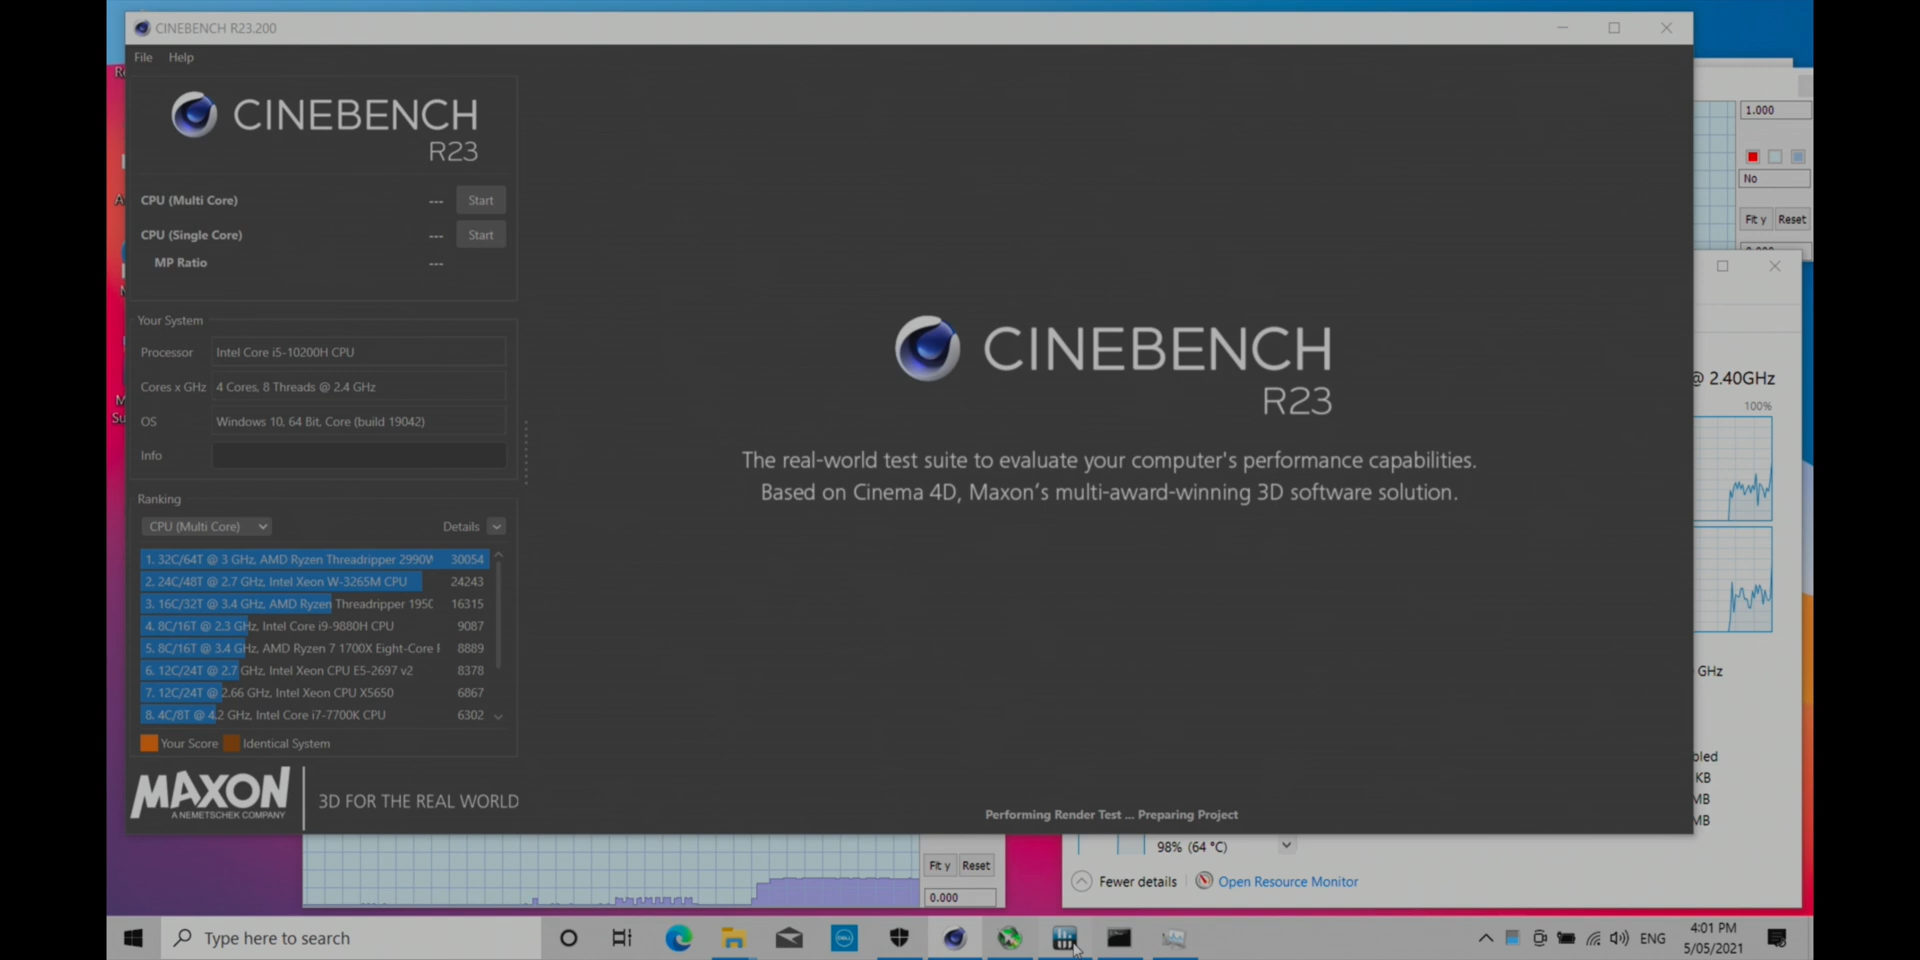 CINEBENCH R23.200
File Help
CINEBENCH
R23
CPU (Multi Core) --- Start
CPU (Single Core) --- Start
MP Ratio ---
Your System
Processor Intel Core i5-10200H CPU
Cores x GHz 4 Cores, 8 Threads @ 2.4 GHz
OS Windows 10, 64 Bit, Core (build 19042)
Info
Ranking
CPU (Multi Core) Details
1. 32C/64T @ 3 GHz, AMD Ryzen Threadripper 2990W 30054
2. 24C/48T @ 2.7 GHz, Intel Xeon W-3265M CPU 24243
3. 16C/32T @ 3.4 GHz, AMD Ryzen Threadripper 1950 16315
4. 8C/16T @ 2.3 GHz, Intel Core i9-9880H CPU 9087
5. 8C/16T @ 3.4 GHz, AMD Ryzen 7 1700X Eight-Core 8889
6. 12C/24T @ 2.7 GHz, Intel Xeon CPU E5-2697 v2 8378
7. 12C/24T @ 2.66 GHz, Intel Xeon CPU X5650 6867
8. 4C/8T @ 4.2 GHz, Intel Core i7-7700K CPU 6302
Your Score Identical System
MAXON
A NEMETSCHEK COMPANY
3D FOR THE REAL WORLD
CINEBENCH
R23
The real-world test suite to evaluate your computer's performance capabilities.
Based on Cinema 4D, Maxon's multi-award-winning 3D software solution.
Performing Render Test ... Preparing Project
1.000
No
Fit y Reset
@ 2.40GHz
100%
GHz
bled
KB
MB
MB
98% (64 °C)
Fewer details Open Resource Monitor
Fit y Reset
0.000
Type here to search
DELL
ENG
4:01 PM
5/05/2021